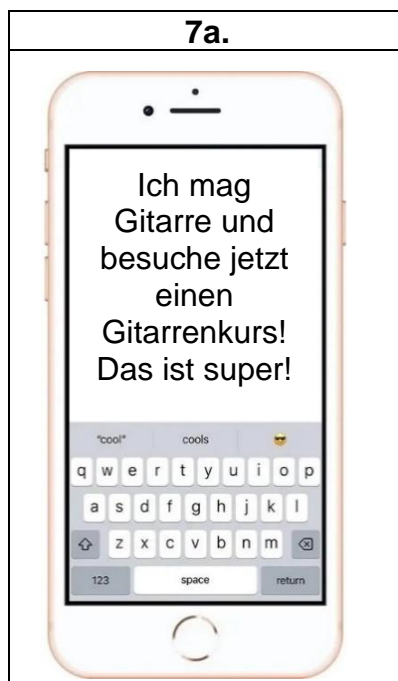 7a.
Ich mag
Gitarre und
besuche jetzt
einen
Gitarrenkurs!
Das ist super!
"cool" cools 😎
q w e r t y u i o p
a s d f g h j k l
z x c v b n m
123 space return